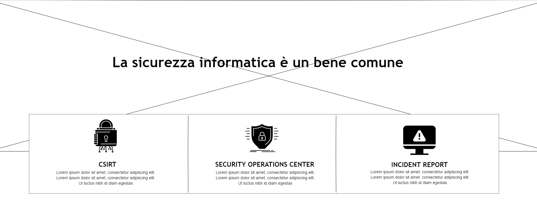 La sicurezza informatica è un bene comune
CSIRT
Lorem ipsum dolor sit amet, consectetur adipiscing elit
Lorem ipsum dolor sit amet, consectetur adipiscing elit
Ut luctus nibh id diam egestas
SECURITY OPERATIONS CENTER
Lorem ipsum dolor sit amet, consectetur adipiscing elit
Lorem ipsum dolor sit amet, consectetur adipiscing elit
Ut luctus nibh id diam egestas
INCIDENT REPORT
Lorem ipsum dolor sit amet, consectetur adipiscing elit
Lorem ipsum dolor sit amet, consectetur adipiscing elit
Ut luctus nibh id diam egestas